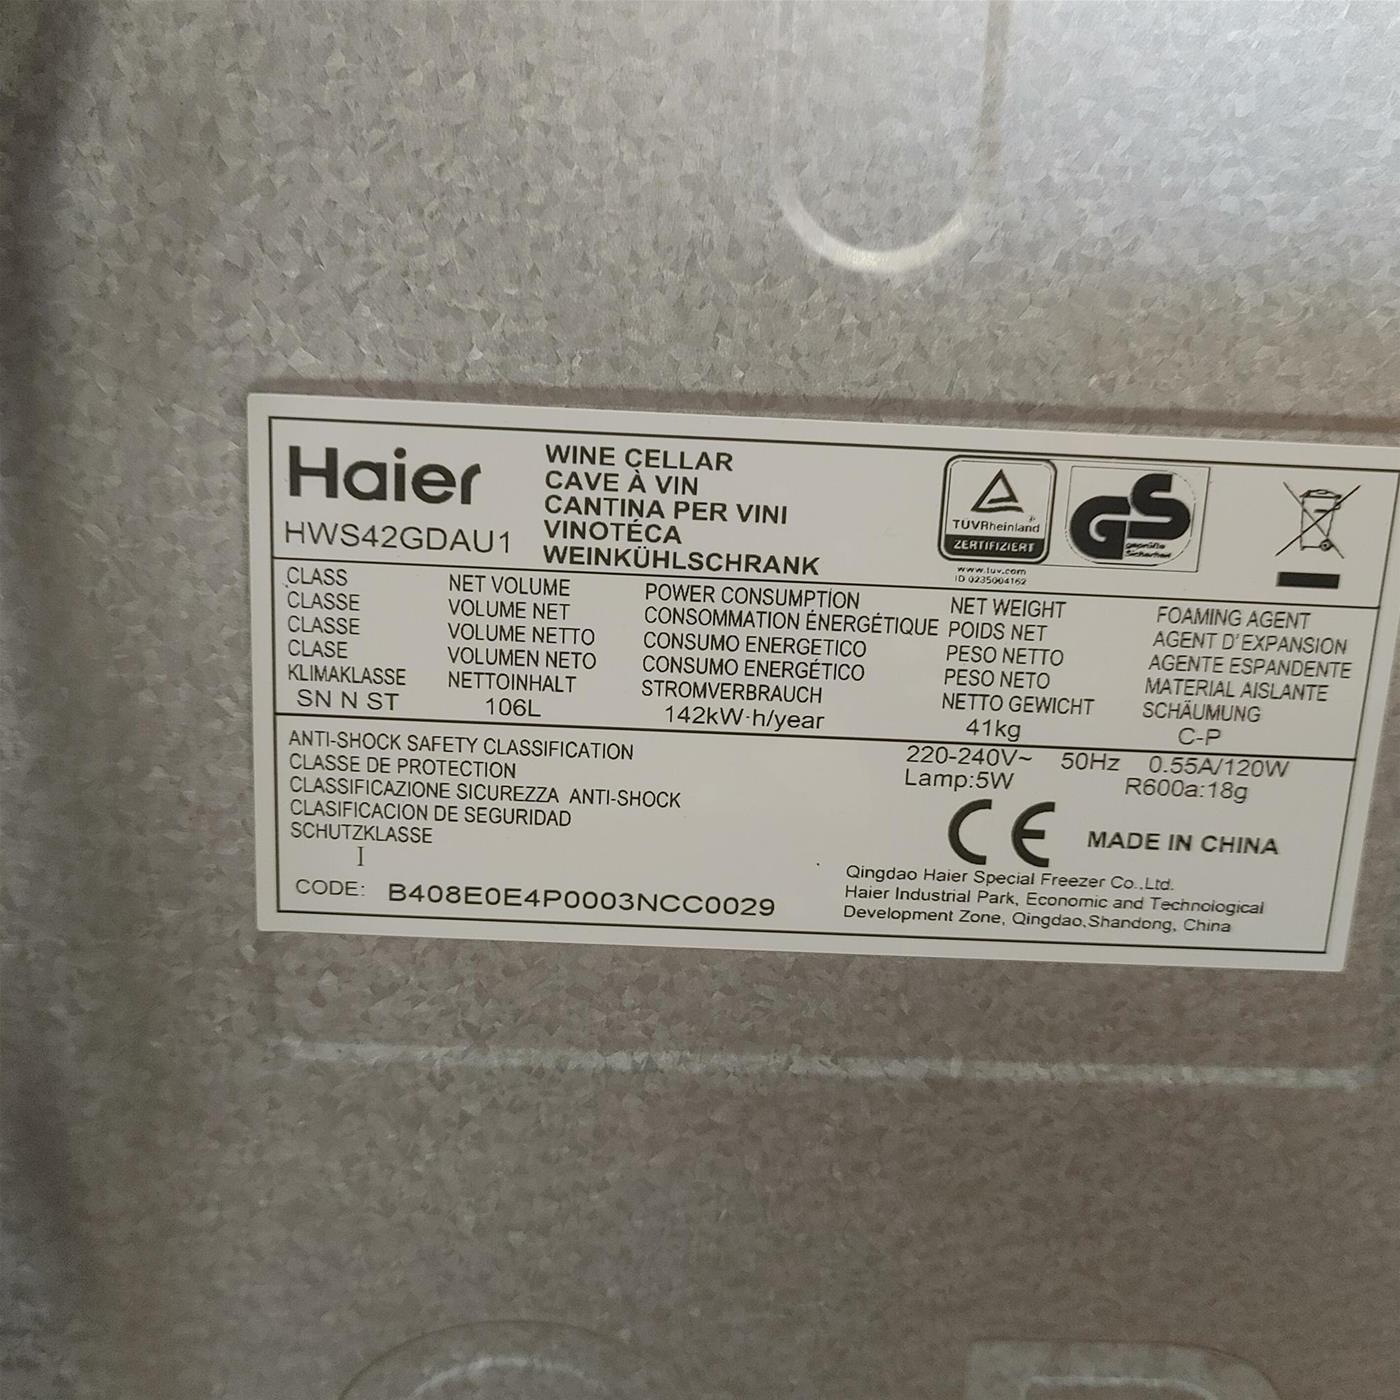 Haier
HWS42GDAU1
WINE CELLAR
CAVE À VIN
CANTINA PER VINI
VINOTÉCA
WEINKÜHLSCHRANK
TÜVRheinland
ZERTIFIZIERT
www.tuv.com
ID 0235004162
GS
geprüfte
Sicherheit
CLASS
CLASSE
CLASSE
CLASE
KLIMAKLASSE
SN N ST
NET VOLUME
VOLUME NET
VOLUME NETTO
VOLUMEN NETO
NETTOINHALT
106L
POWER CONSUMPTION
CONSOMMATION ÉNERGÉTIQUE
CONSUMO ENERGETICO
CONSUMO ENERGÉTICO
STROMVERBRAUCH
142kW·h/year
NET WEIGHT
POIDS NET
PESO NETTO
PESO NETO
NETTO GEWICHT
41kg
FOAMING AGENT
AGENT D'EXPANSION
AGENTE ESPANDENTE
MATERIAL AISLANTE
SCHÄUMUNG
C-P
ANTI-SHOCK SAFETY CLASSIFICATION
CLASSE DE PROTECTION
CLASSIFICAZIONE SICUREZZA ANTI-SHOCK
CLASIFICACION DE SEGURIDAD
SCHUTZKLASSE
I
220-240V~ 50Hz 0.55A/120W
Lamp:5W R600a:18g
CE MADE IN CHINA
CODE: B408E0E4P0003NCC0029
Qingdao Haier Special Freezer Co.,Ltd.
Haier Industrial Park, Economic and Technological
Development Zone, Qingdao,Shandong, China